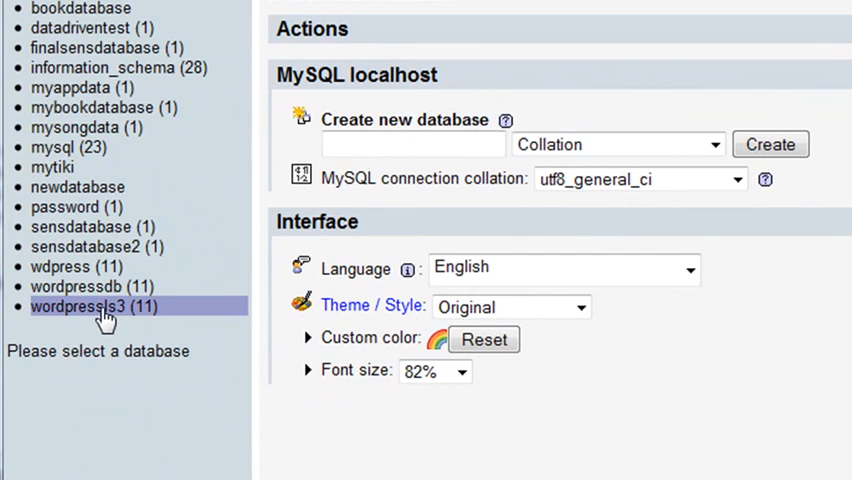 bookdatabase
datadriventest (1)
finalsensdatabase (1)
information_schema (28)
myappdata (1)
mybookdatabase (1)
mysongdata (1)
mysql (23)
mytiki
newdatabase
password (1)
sensdatabase (1)
sensdatabase2 (1)
wdpress (11)
wordpressdb (11)
wordpressls3 (11)
Please select a database
Actions
MySQL localhost
Create new database
Collation
Create
MySQL connection collation: utf8_general_ci
Interface
Language : English
Theme / Style: Original
Custom color: Reset
Font size: 82%